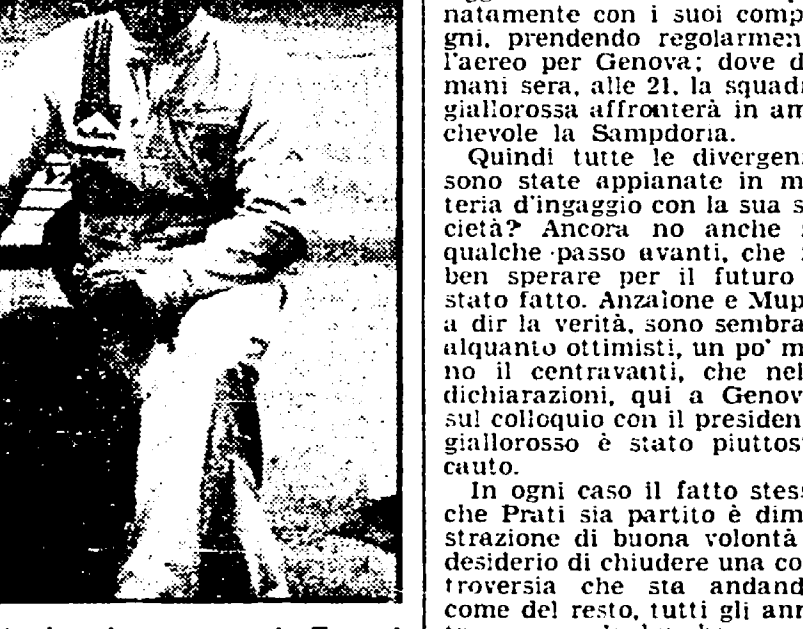 natamente con i suoi comp
gni, prendendo regolarmen
l'aereo per Genova; dove d
mani sera, alle 21, la squad
giallorossa affronterà in am
chevole la Sampdoria.
Quindi tutte le divergen
sono state appianate in m
teria d'ingaggio con la sua s
cietà? Ancora no anche
qualche passo avanti, che
ben sperare per il futuro
stato fatto. Anzalone e Mup
a dir la verità, sono sembra
alquanto ottimisti, un po' m
no il centravanti, che nel
dichiarazioni, qui a Genov
sul colloquio con il presiden
giallorosso è stato piuttos
cauto.
In ogni caso il fatto stess
che Prati sia partito è dim
strazione di buona volontà
desiderio di chiudere una co
troversia che sta andand
come del resto, tutti gli ann